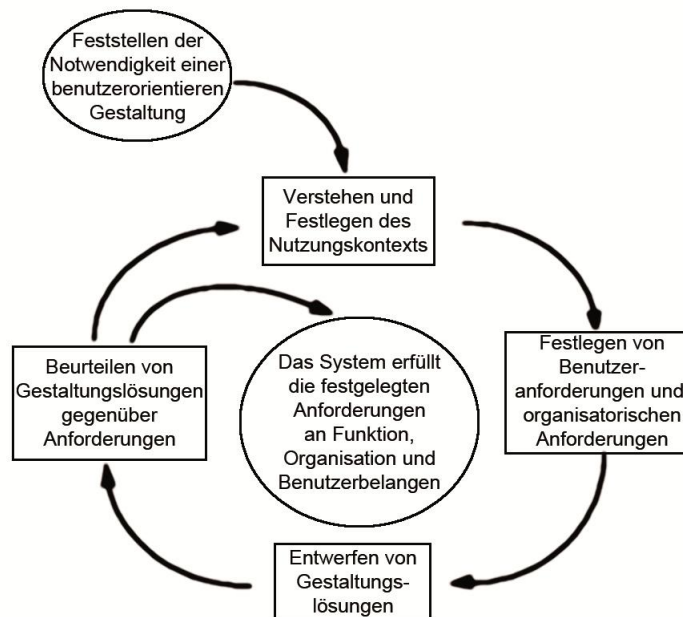 Feststellen der
Notwendigkeit einer
benutzerorientieren
Gestaltung
Verstehen und
Festlegen des
Nutzungskontexts
Festlegen von
Benutzer-
anforderungen und
organisatorischen
Anforderungen
Entwerfen von
Gestaltungs-
lösungen
Beurteilen von
Gestaltungslösungen
gegenüber
Anforderungen
Das System erfüllt
die festgelegten
Anforderungen
an Funktion,
Organisation und
Benutzerbelangen